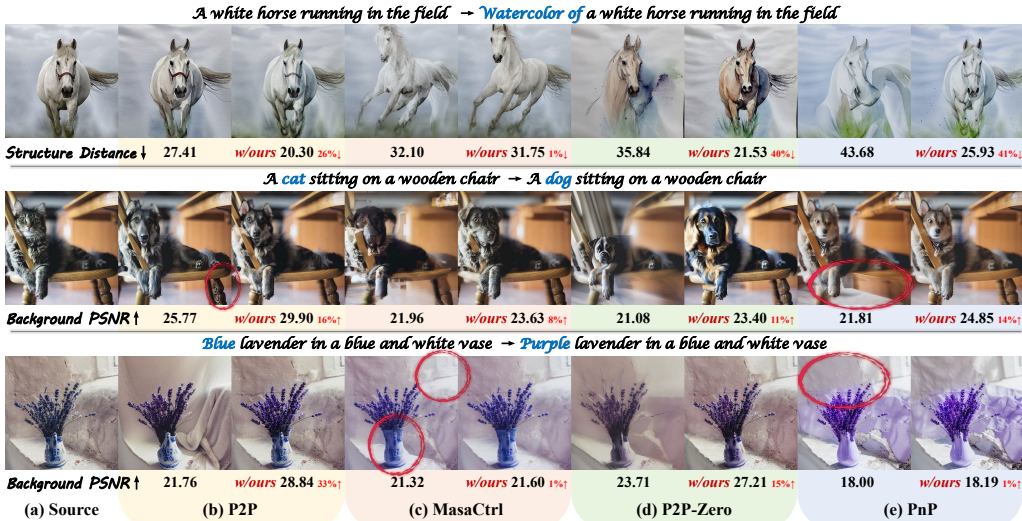 A white horse running in the field → Watercolor of a white horse running in the field
Structure Distance↓ 27.41 w/ours 20.30 26%↓ 32.10 w/ours 31.75 1%↓ 35.84 w/ours 21.53 40%↓ 43.68 w/ours 25.93 41%↓
A cat sitting on a wooden chair → A dog sitting on a wooden chair
Background PSNR↑ 25.77 w/ours 29.90 16%↑ 21.96 w/ours 23.63 8%↑ 21.08 w/ours 23.40 11%↑ 21.81 w/ours 24.85 14%↑
Blue lavender in a blue and white vase → Purple lavender in a blue and white vase
Background PSNR↑ 21.76 w/ours 28.84 33%↑ 21.32 w/ours 21.60 1%↑ 23.71 w/ours 27.21 15%↑ 18.00 w/ours 18.19 1%↑
(a) Source (b) P2P (c) MasaCtrl (d) P2P-Zero (e) PnP